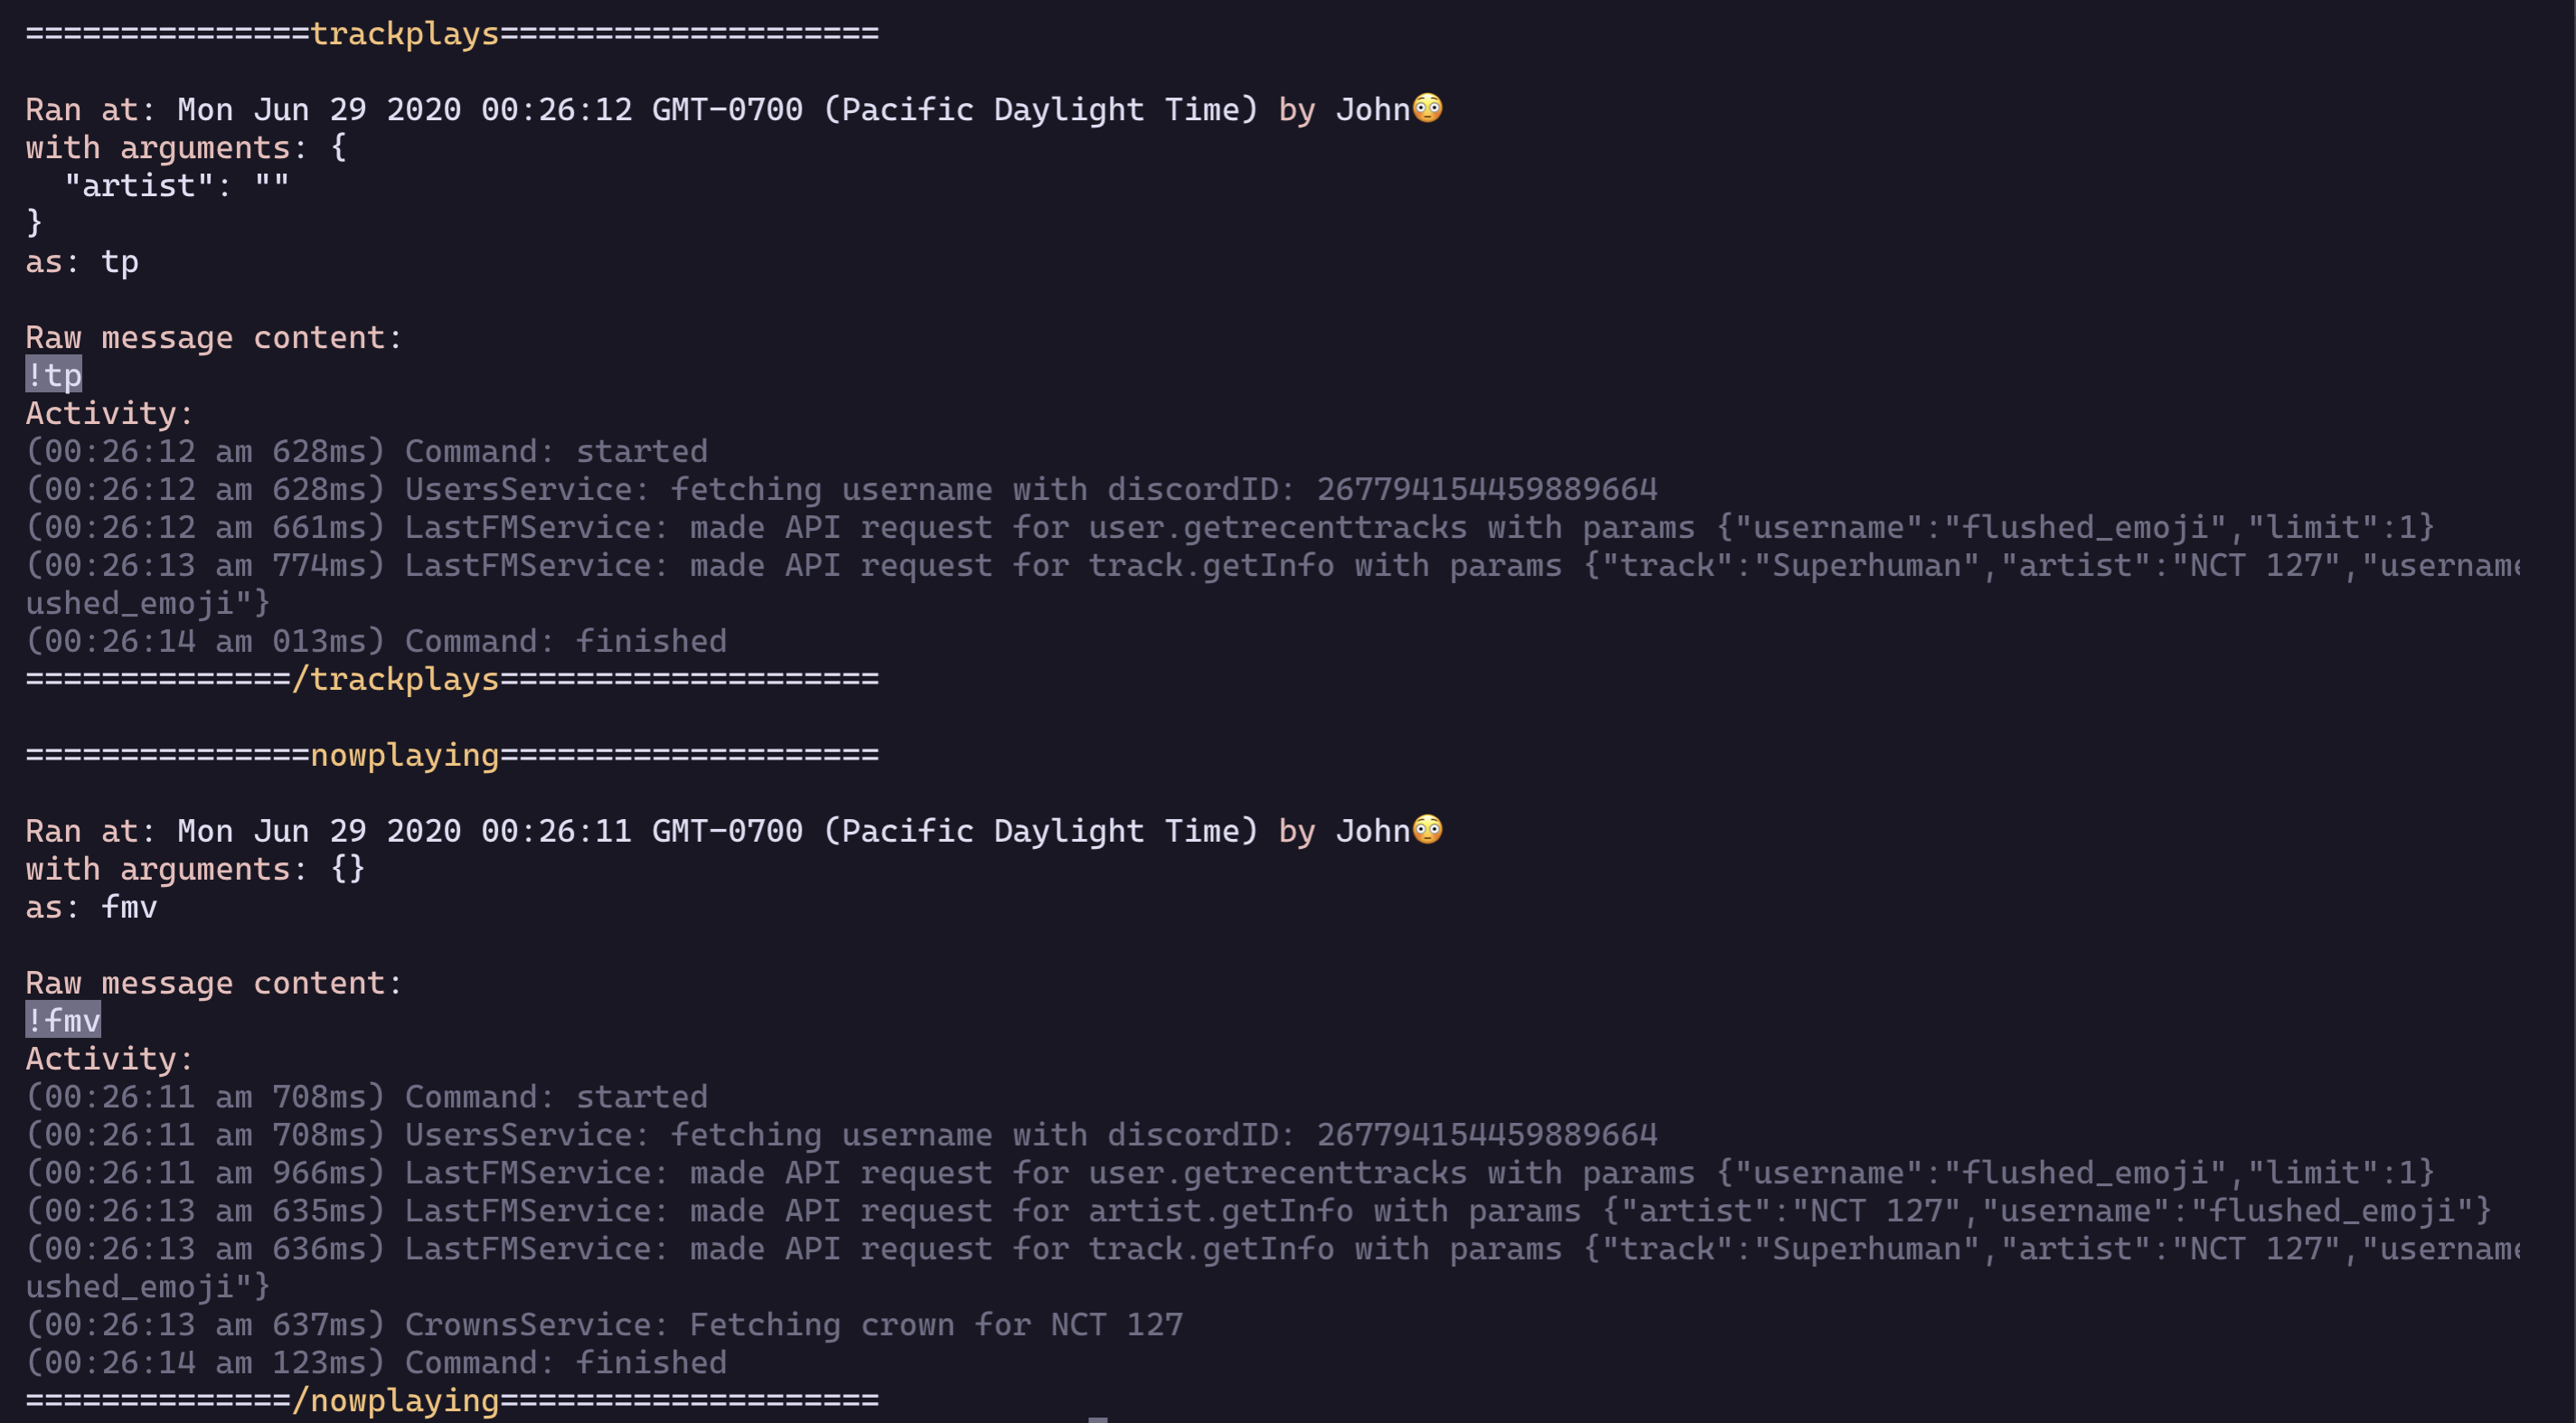 ===============trackplays====================
Ran at: Mon Jun 29 2020 00:26:12 GMT-0700 (Pacific Daylight Time) by John😳
with arguments: {
  "artist": ""
}
as: tp
Raw message content:
!tp
Activity:
(00:26:12 am 628ms) Command: started
(00:26:12 am 628ms) UsersService: fetching username with discordID: 267794154459889664
(00:26:12 am 661ms) LastFMService: made API request for user.getrecenttracks with params {"username":"flushed_emoji","limit":1}
(00:26:13 am 774ms) LastFMService: made API request for track.getInfo with params {"track":"Superhuman","artist":"NCT 127","username
ushed_emoji"}
(00:26:14 am 013ms) Command: finished
==============/trackplays====================
===============nowplaying====================
Ran at: Mon Jun 29 2020 00:26:11 GMT-0700 (Pacific Daylight Time) by John😳
with arguments: {}
as: fmv
Raw message content:
!fmv
Activity:
(00:26:11 am 708ms) Command: started
(00:26:11 am 708ms) UsersService: fetching username with discordID: 267794154459889664
(00:26:11 am 966ms) LastFMService: made API request for user.getrecenttracks with params {"username":"flushed_emoji","limit":1}
(00:26:13 am 635ms) LastFMService: made API request for artist.getInfo with params {"artist":"NCT 127","username":"flushed_emoji"}
(00:26:13 am 636ms) LastFMService: made API request for track.getInfo with params {"track":"Superhuman","artist":"NCT 127","username
ushed_emoji"}
(00:26:13 am 637ms) CrownsService: Fetching crown for NCT 127
(00:26:14 am 123ms) Command: finished
==============/nowplaying====================